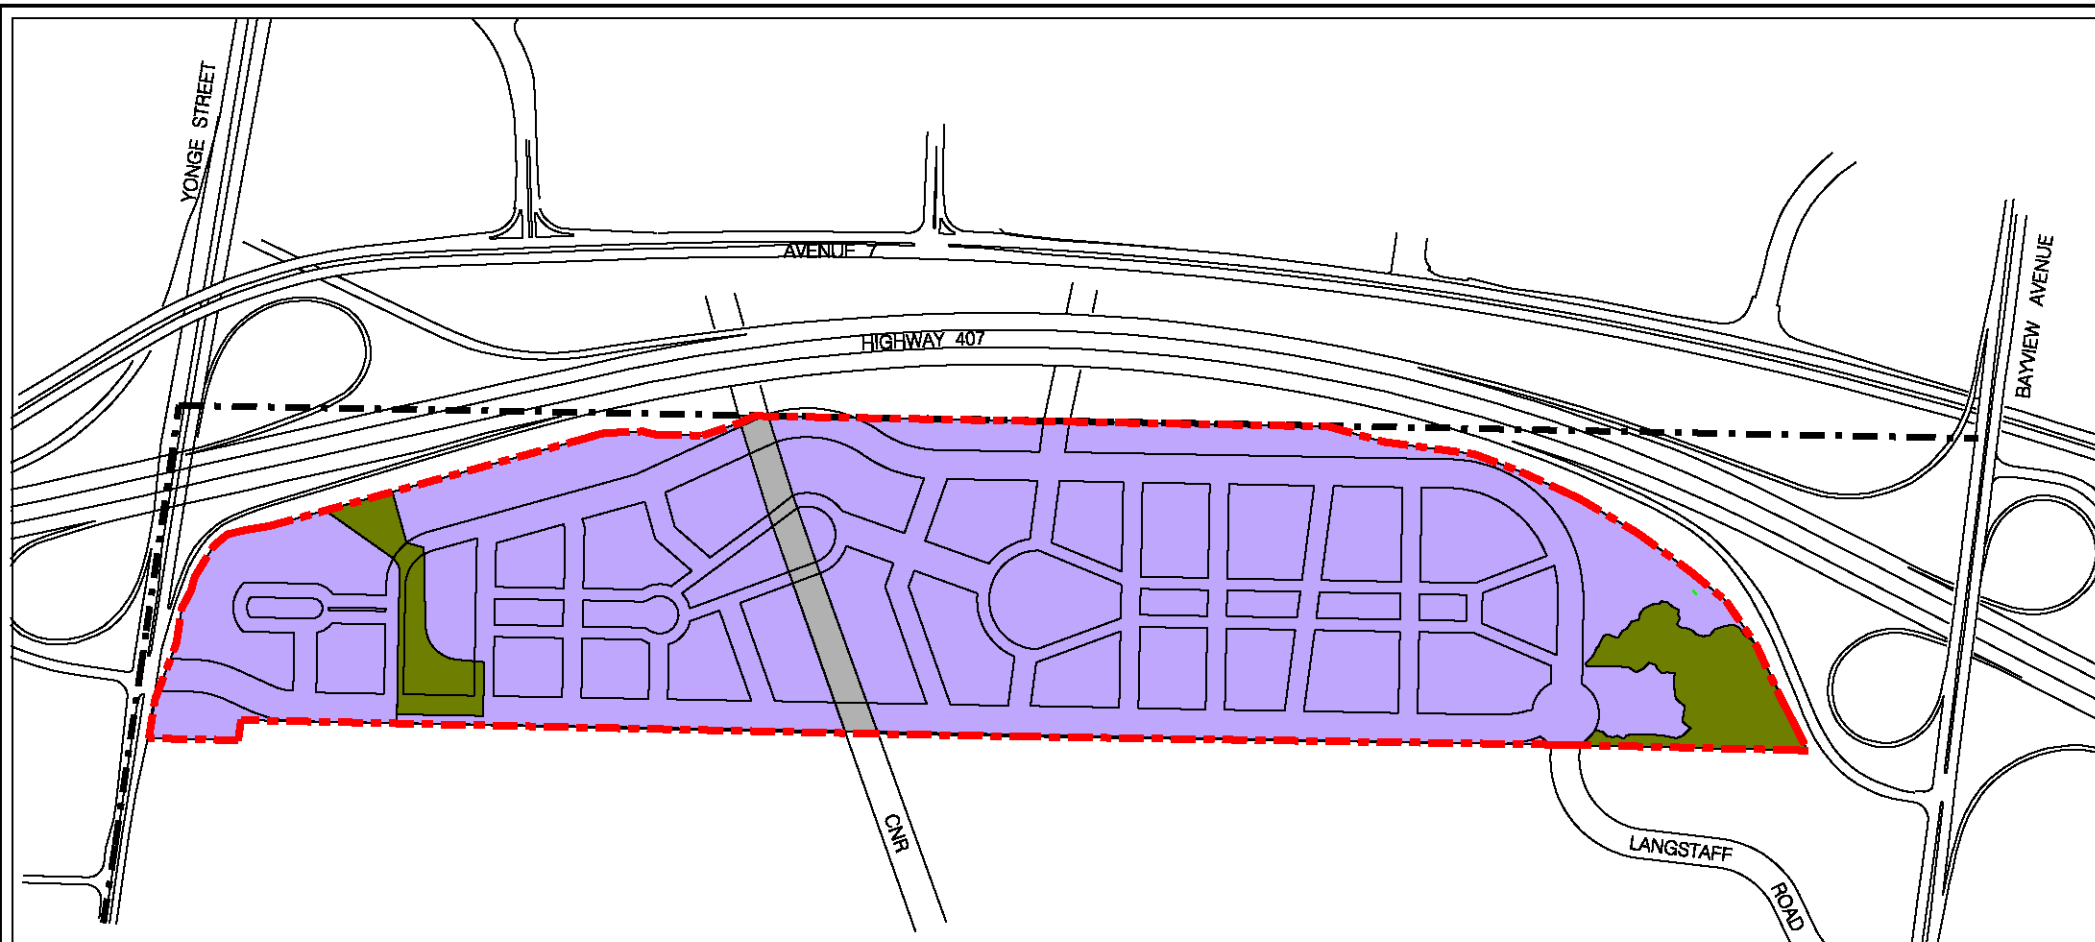 YONGE STREET
AVENUE 7
HIGHWAY 407
BAYVIEW AVENUE
CNR
LANGSTAFF
ROAD